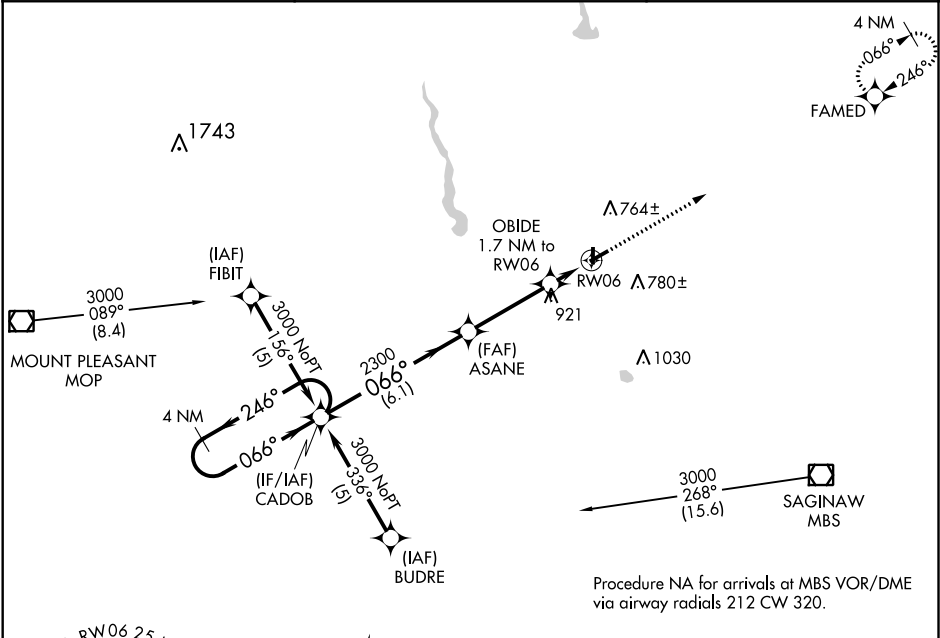 4 NM
066°
246°
FAMED
1743
764±
OBIDE
1.7 NM to
RW06
RW06
780±
921
(IAF)
FIBIT
3000
089°
(8.4)
MOUNT PLEASANT
MOP
3000 NoPT
156°
(5)
2300
066°
(6.1)
(FAF)
ASANE
1030
4 NM
246°
066°
(IF/IAF)
CADOB
3000 NoPT
336°
(5)
(IAF)
BUDRE
3000
268°
(15.6)
SAGINAW
MBS
Procedure NA for arrivals at MBS VOR/DME
via airway radials 212 CW 320.
RW06 25